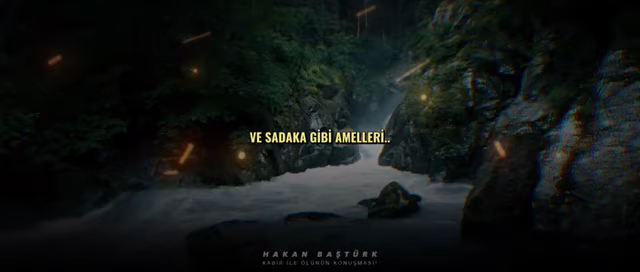 VE SADAKA GİBİ AMELLERİ..
HAKAN BAŞTÜRK
KABİR İLE ÖLÜNÜN KONUŞMASI!